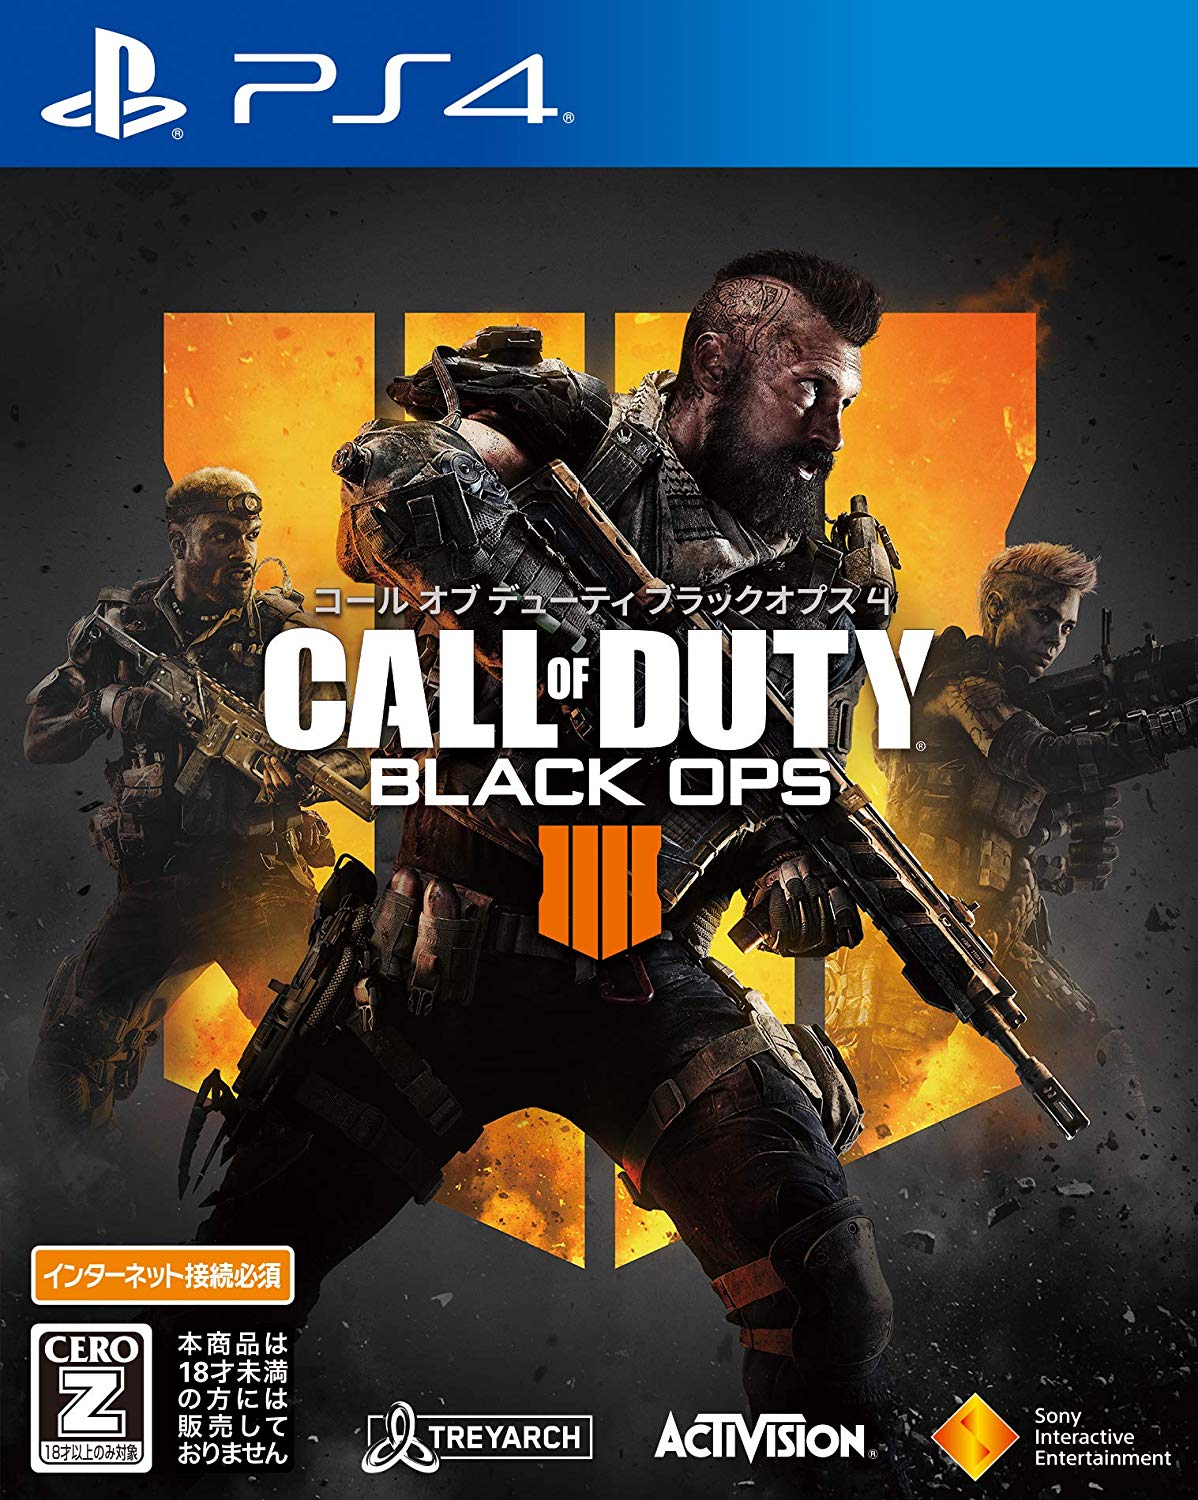 PS4®
コール オブ デューティ ブラックオプス 4
CALL OF DUTY®
BLACK OPS
IIII
インターネット接続必須
CERO
Z
18才以上のみ対象
本商品は
18才未満
の方には
販売して
おりません
TREYARCH
ACTIVISION®
Sony
Interactive
Entertainment